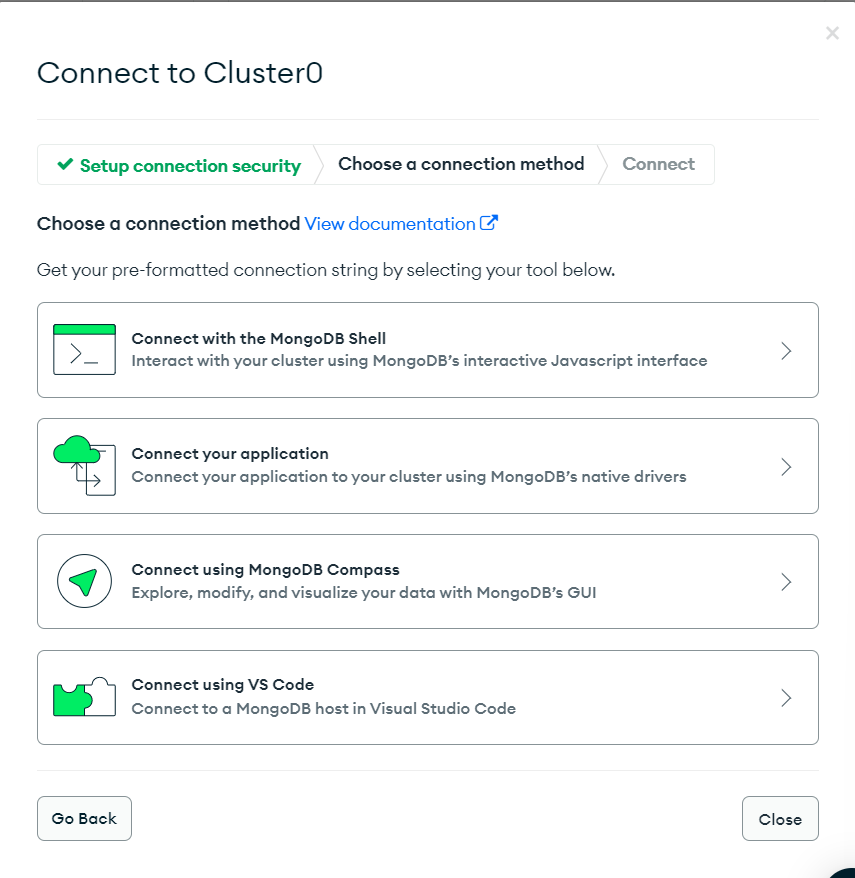 Connect to Cluster0
Setup connection security
Choose a connection method
Connect
Choose a connection method View documentation
Get your pre-formatted connection string by selecting your tool below.
Connect with the MongoDB Shell
Interact with your cluster using MongoDB’s interactive Javascript interface
Connect your application
Connect your application to your cluster using MongoDB’s native drivers
Connect using MongoDB Compass
Explore, modify, and visualize your data with MongoDB’s GUI
Connect using VS Code
Connect to a MongoDB host in Visual Studio Code
Go Back
Close